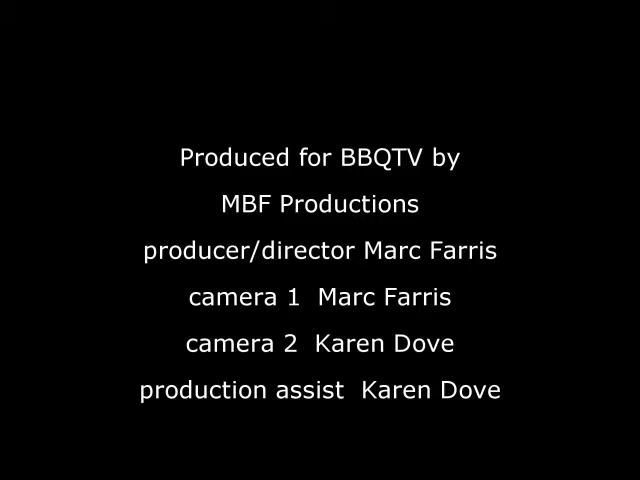 Produced for BBQTV by
MBF Productions
producer/director Marc Farris
camera 1  Marc Farris
camera 2  Karen Dove
production assist  Karen Dove